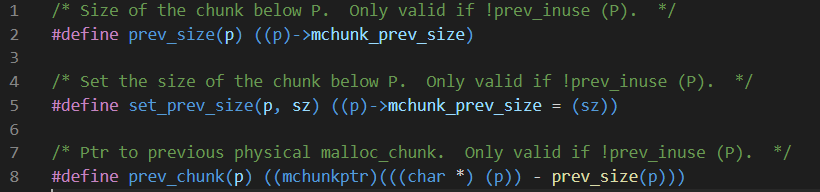 1 /* Size of the chunk below P.  Only valid if !prev_inuse (P).  */
2 #define prev_size(p) ((p)->mchunk_prev_size)
3
4 /* Set the size of the chunk below P.  Only valid if !prev_inuse (P).  */
5 #define set_prev_size(p, sz) ((p)->mchunk_prev_size = (sz))
6
7 /* Ptr to previous physical malloc_chunk.  Only valid if !prev_inuse (P).  */
8 #define prev_chunk(p) ((mchunkptr)(((char *) (p)) - prev_size(p)))